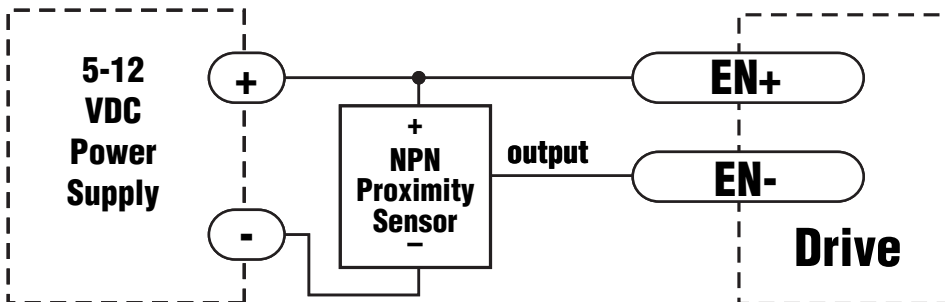 5-12
VDC
Power
Supply
+
-
+
NPN
Proximity
Sensor
–
output
EN+
EN-
Drive